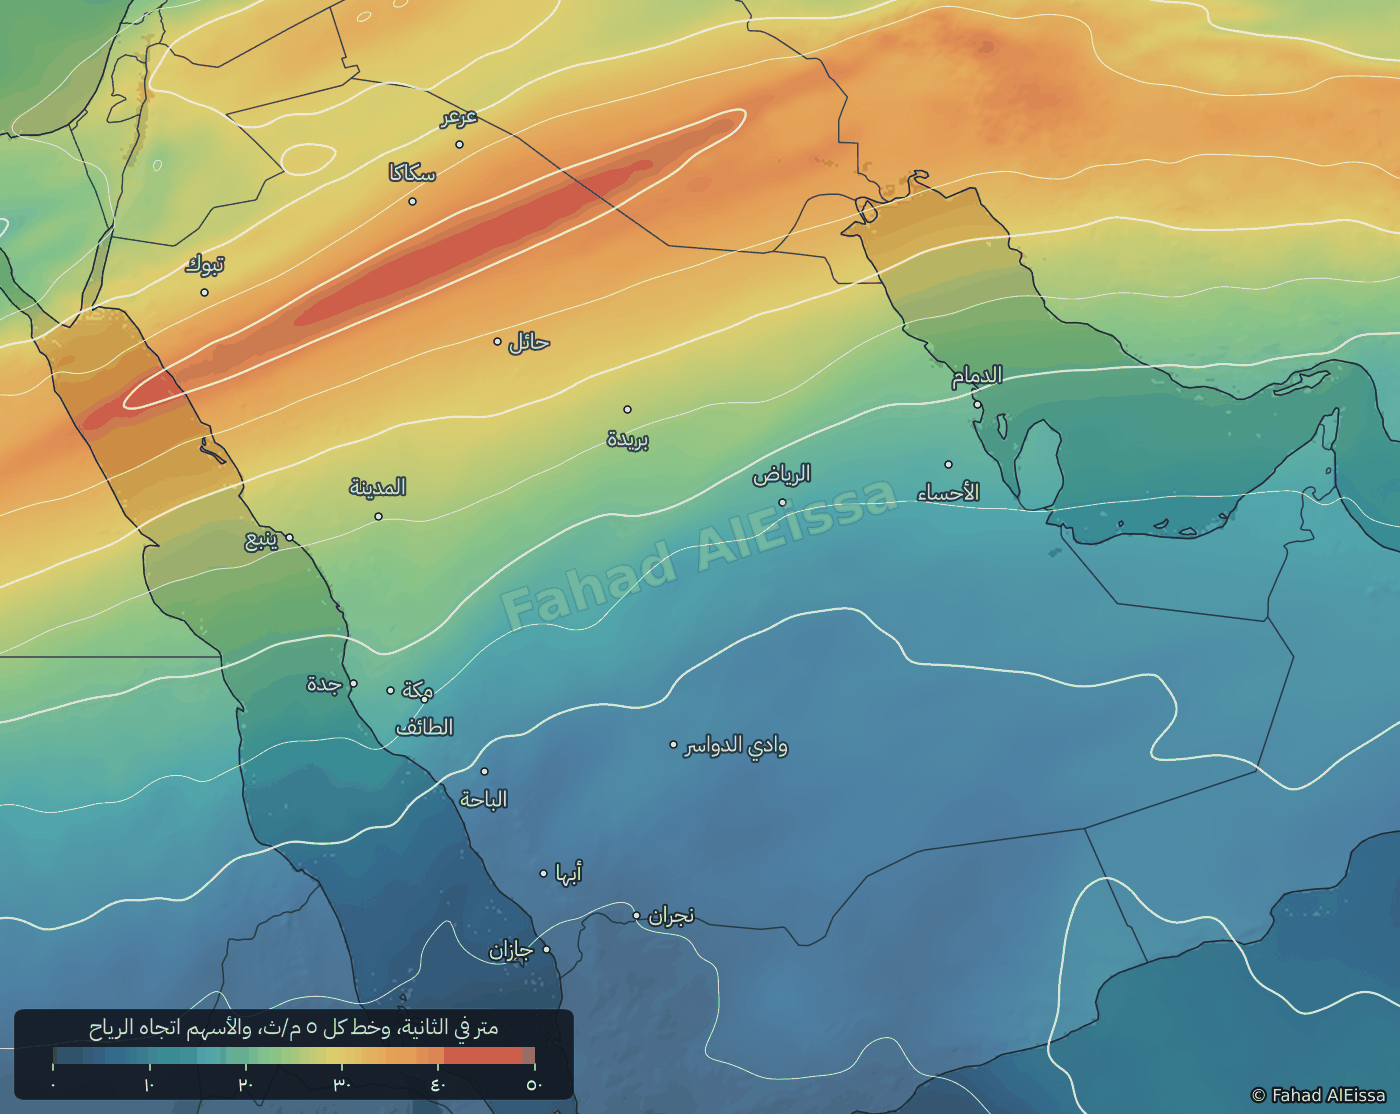 عرعر
سكاكا
تبوك
حائل
الدمام
بريدة
الرياض
الأحساء
المدينة
ينبع
Fahad AlEissa
جدة
مكة
الطائف
وادي الدواسر
الباحة
أبها
نجران
جازان
متر في الثانية، وخط كل ٥ م/ث، والأسهم اتجاه الرياح
٠ ١٠ ٢٠ ٣٠ ٤٠ ٥٠
© Fahad AlEissa